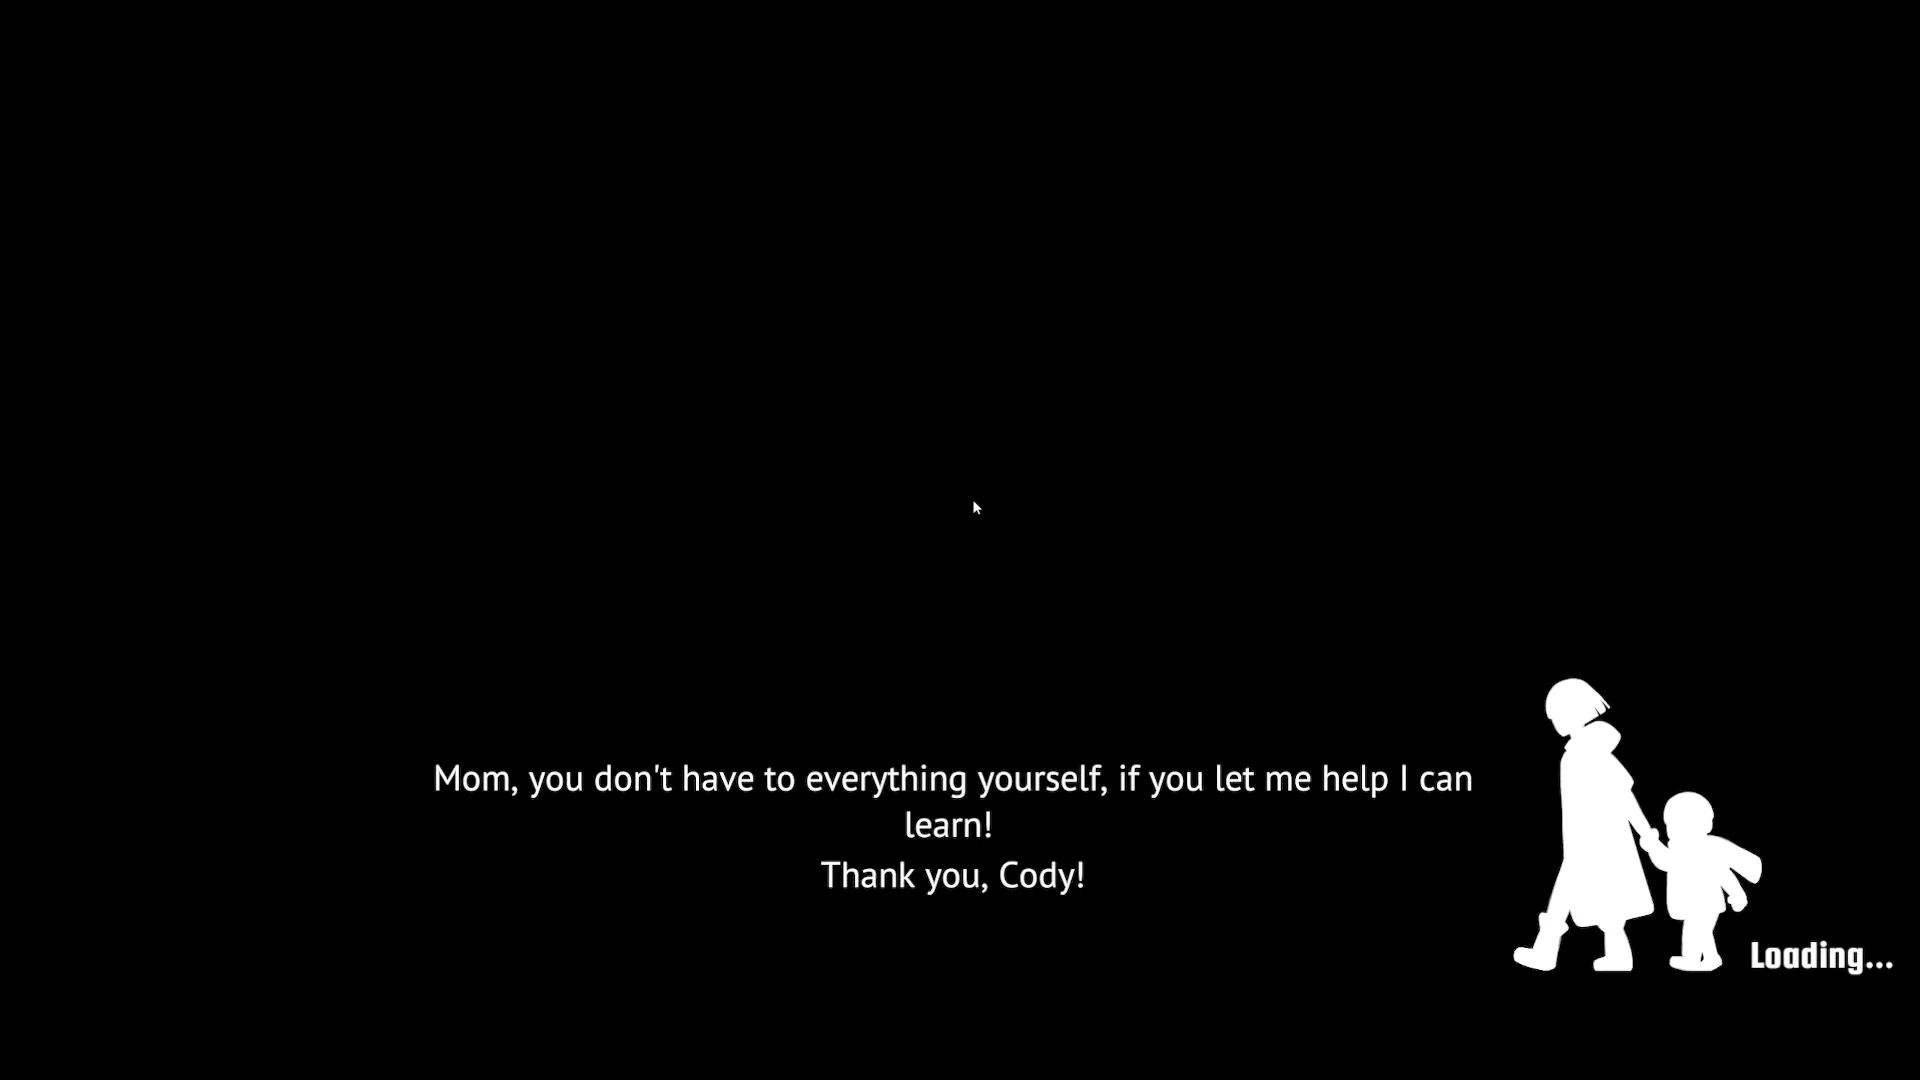 Mom, you don't have to everything yourself, if you let me help I can
learn!
Thank you, Cody!
Loading...